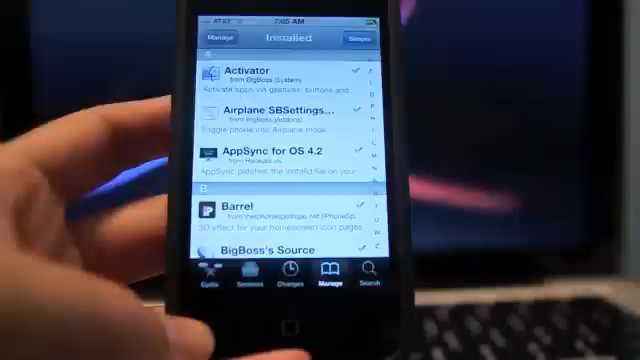 AT&T 7:05 AM
Manage Installed Simple
A
Activator
from BigBoss (System)
Activate apps via gestures, buttons and
Airplane SBSettings...
from BigBoss (Addons)
Toggle phone into Airplane mode
AppSync for OS 4.2
from Hackulo.us
AppSync patches the installd file on your
B
Barrel
3D effect for your homescreen icon pages
BigBoss's Source
Cydia Sections Changes Manage Search